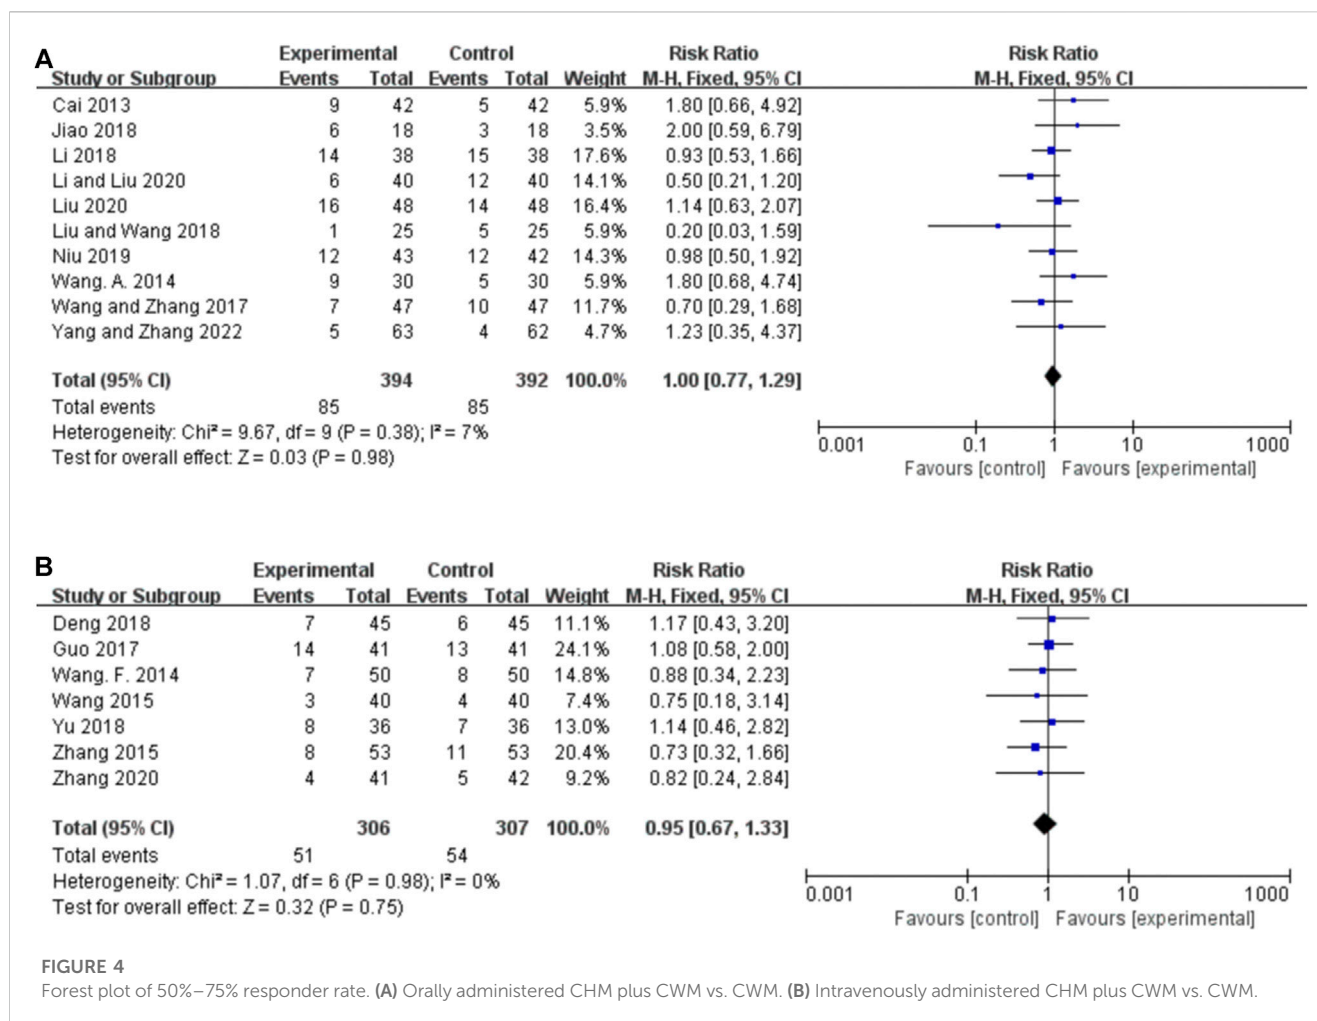 A
Experimental Control Risk Ratio Risk Ratio
Study or Subgroup Events Total Events Total Weight M-H, Fixed, 95% CI M-H, Fixed, 95% CI
Cai 2013 9 42 5 42 5.9% 1.80 [0.66, 4.92]
Jiao 2018 6 18 3 18 3.5% 2.00 [0.59, 6.79]
Li 2018 14 38 15 38 17.6% 0.93 [0.53, 1.66]
Li and Liu 2020 6 40 12 40 14.1% 0.50 [0.21, 1.20]
Liu 2020 16 48 14 48 16.4% 1.14 [0.63, 2.07]
Liu and Wang 2018 1 25 5 25 5.9% 0.20 [0.03, 1.59]
Niu 2019 12 43 12 42 14.3% 0.98 [0.50, 1.92]
Wang. A. 2014 9 30 5 30 5.9% 1.80 [0.68, 4.74]
Wang and Zhang 2017 7 47 10 47 11.7% 0.70 [0.29, 1.68]
Yang and Zhang 2022 5 63 4 62 4.7% 1.23 [0.35, 4.37]
Total (95% CI) 394 392 100.0% 1.00 [0.77, 1.29]
Total events 85 85
Heterogeneity: Chi² = 9.67, df = 9 (P = 0.38); I² = 7%
Test for overall effect: Z = 0.03 (P = 0.98)
0.001 0.1 1 10 1000
Favours [control] Favours [experimental]
B
Experimental Control Risk Ratio Risk Ratio
Study or Subgroup Events Total Events Total Weight M-H, Fixed, 95% CI M-H, Fixed, 95% CI
Deng 2018 7 45 6 45 11.1% 1.17 [0.43, 3.20]
Guo 2017 14 41 13 41 24.1% 1.08 [0.58, 2.00]
Wang. F. 2014 7 50 8 50 14.8% 0.88 [0.34, 2.23]
Wang 2015 3 40 4 40 7.4% 0.75 [0.18, 3.14]
Yu 2018 8 36 7 36 13.0% 1.14 [0.46, 2.82]
Zhang 2015 8 53 11 53 20.4% 0.73 [0.32, 1.66]
Zhang 2020 4 41 5 42 9.2% 0.82 [0.24, 2.84]
Total (95% CI) 306 307 100.0% 0.95 [0.67, 1.33]
Total events 51 54
Heterogeneity: Chi² = 1.07, df = 6 (P = 0.98); I² = 0%
Test for overall effect: Z = 0.32 (P = 0.75)
0.001 0.1 1 10 1000
Favours [control] Favours [experimental]
FIGURE 4
Forest plot of 50%–75% responder rate. (A) Orally administered CHM plus CWM vs. CWM. (B) Intravenously administered CHM plus CWM vs. CWM.